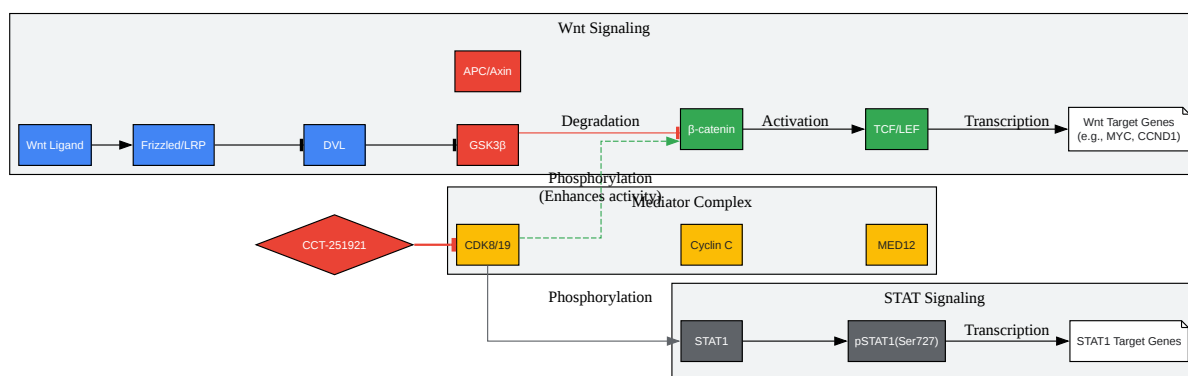 Wnt Signaling
APC/Axin
Wnt Ligand
Frizzled/LRP
DVL
GSK3β
Degradation
β-catenin
Activation
TCF/LEF
Transcription
Wnt Target Genes
(e.g., MYC, CCND1)
Phosphorylation
(Enhances activity)
Mediator Complex
CCT-251921
CDK8/19
Cyclin C
MED12
Phosphorylation
STAT Signaling
STAT1
pSTAT1(Ser727)
Transcription
STAT1 Target Genes